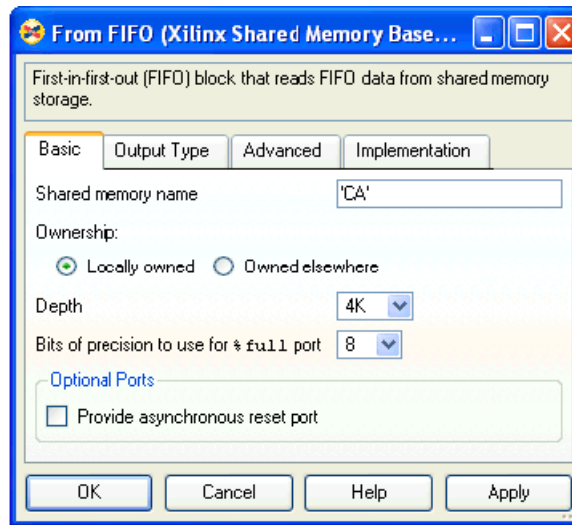 From FIFO (Xilinx Shared Memory Base...
First-in-first-out (FIFO) block that reads FIFO data from shared memory
storage.
Basic Output Type Advanced Implementation
Shared memory name 'CA'
Ownership:
Locally owned Owned elsewhere
Depth 4K
Bits of precision to use for % full port 8
Optional Ports
Provide asynchronous reset port
OK Cancel Help Apply